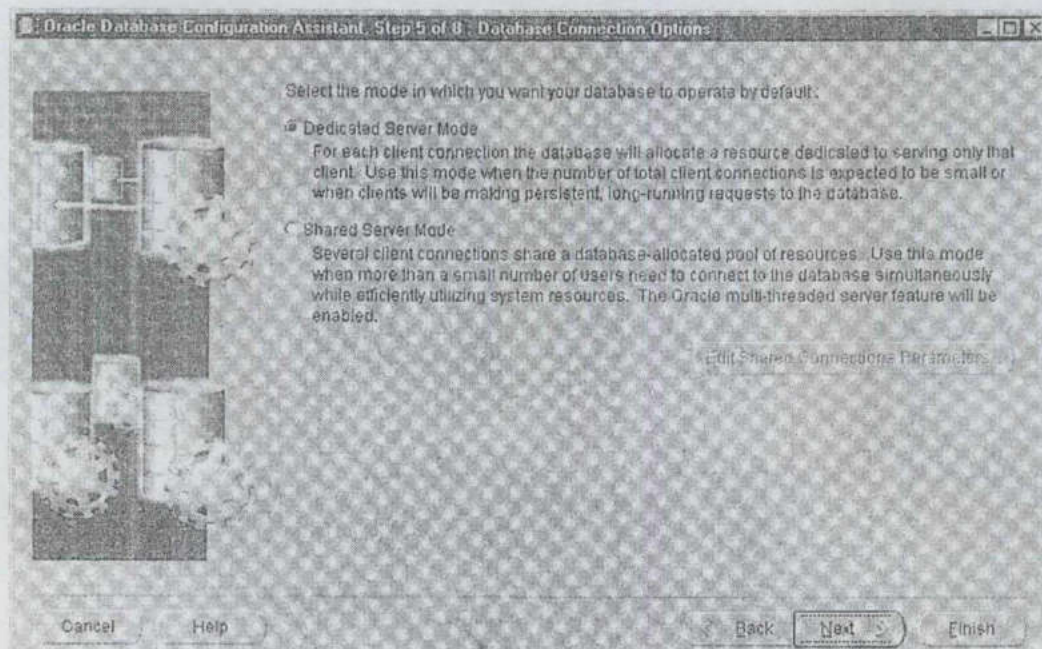 Oracle Database Configuration Assistant, Step 5 of 8 : Database Connection Options
Select the mode in which you want your database to operate by default:
Dedicated Server Mode
For each client connection the database will allocate a resource dedicated to serving only that
client. Use this mode when the number of total client connections is expected to be small or
when clients will be making persistent, long-running requests to the database.
Shared Server Mode
Several client connections share a database-allocated pool of resources. Use this mode
when more than a small number of users need to connect to the database simultaneously
while efficiently utilizing system resources. The Oracle multi-threaded server feature will be
enabled.
Edit Shared Connections Parameters...
Cancel Help Back Next Finish